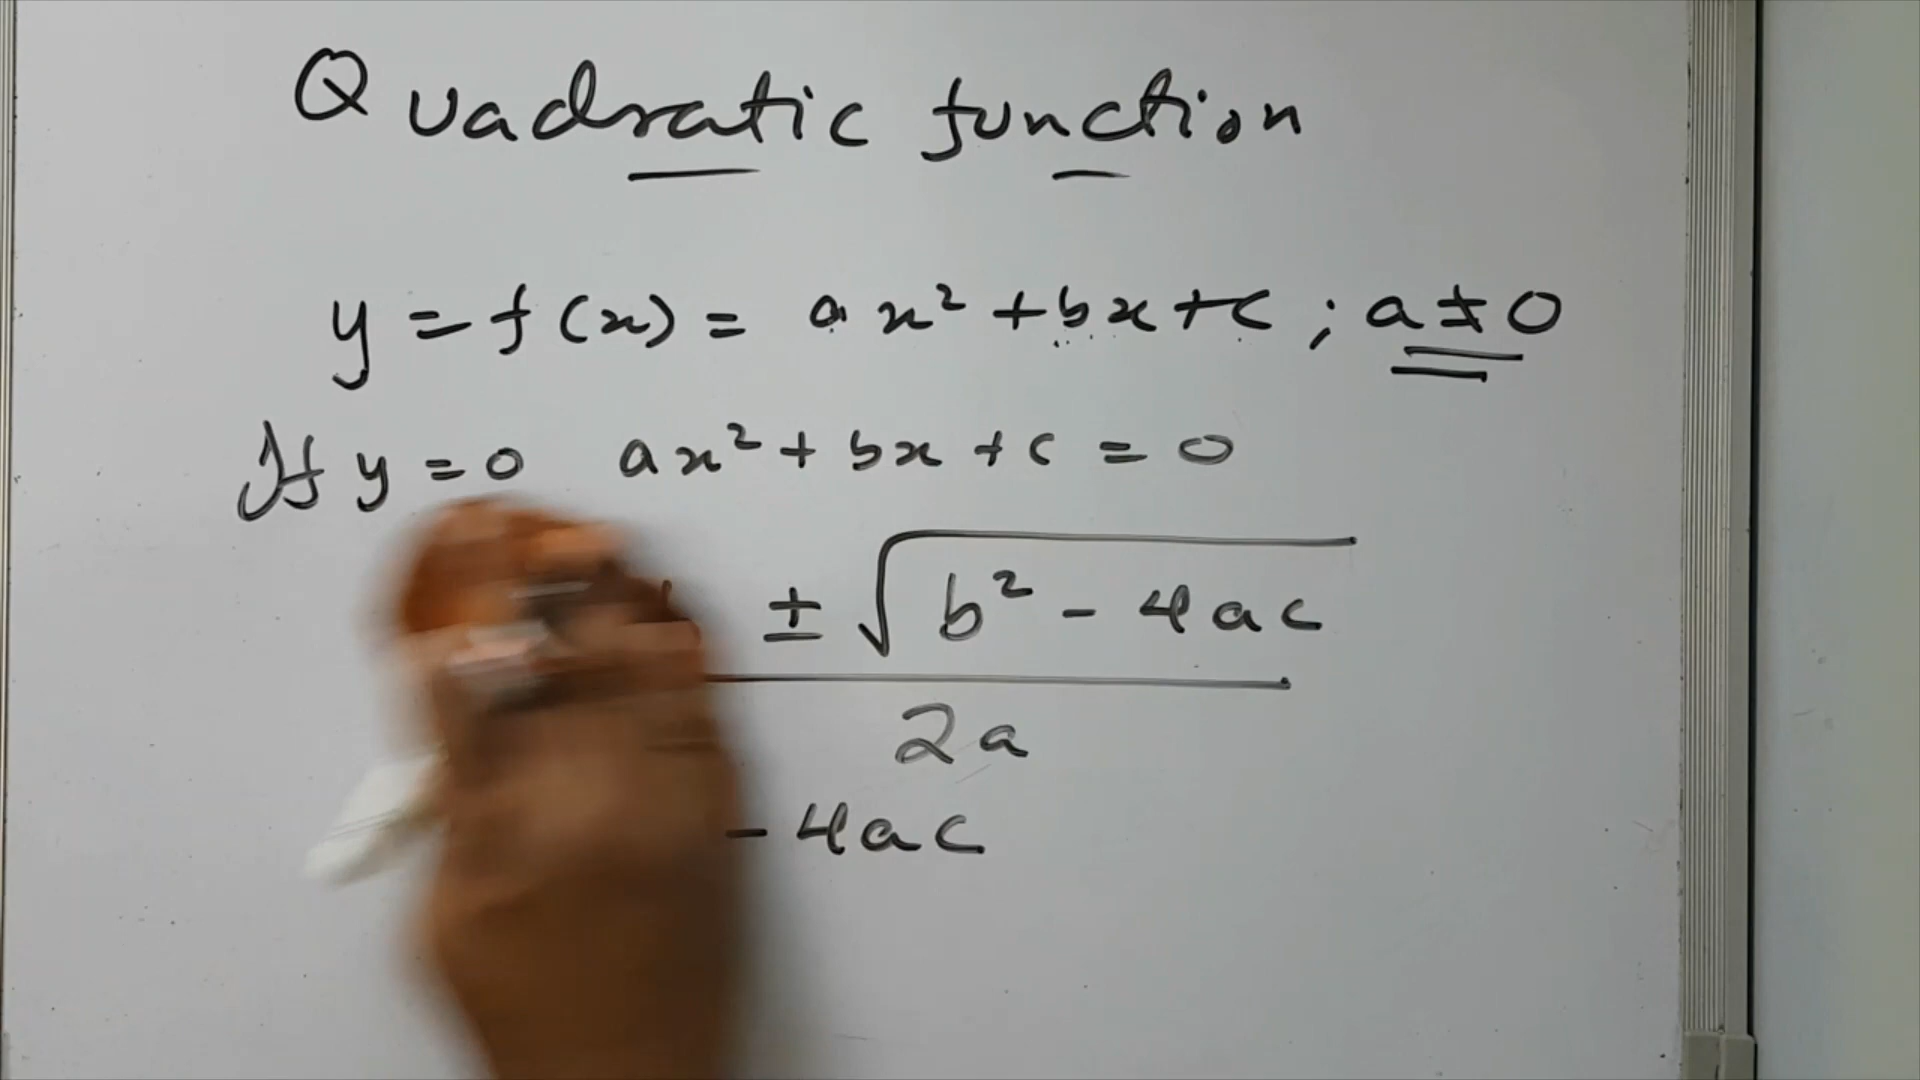 Quadratic function
y = f(x) = ax² + bx + c ; a ≠ 0
If y = 0 ax² + bx + c = 0
± √b² - 4ac
2a
- 4ac